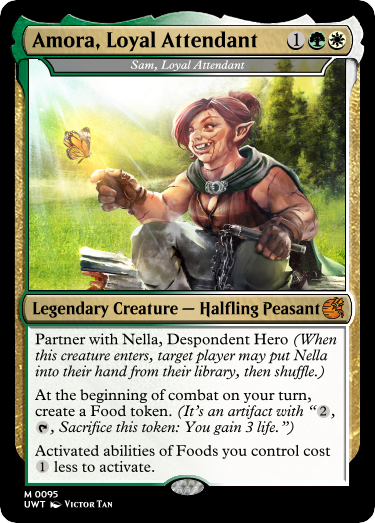 Amora, Loyal Attendant 1
Sam, Loyal Attendant
Legendary Creature — Halfling Peasant
Partner with Nella, Despondent Hero (When
this creature enters, target player may put Nella
into their hand from their library, then shuffle.)
At the beginning of combat on your turn,
create a Food token. (It's an artifact with “2,
, Sacrifice this token: You gain 3 life.”)
Activated abilities of Foods you control cost
1 less to activate.
M 0095
UWT Victor Tan